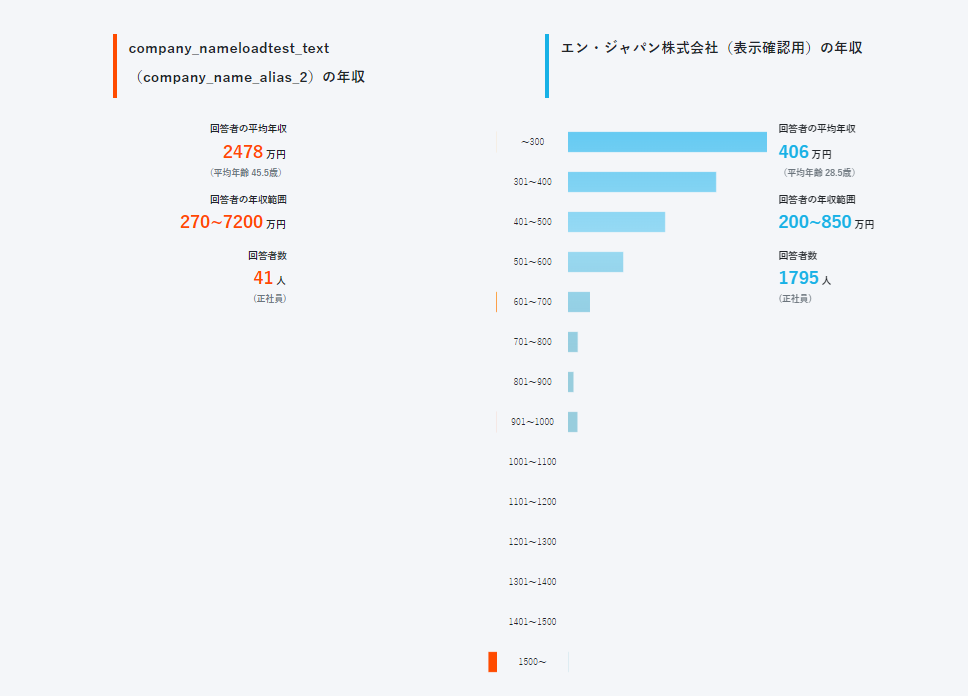 company_nameloadtest_text
（company_name_alias_2）の年収
エン・ジャパン株式会社（表示確認用）の年収
回答者の平均年収
2478 万円
（平均年齢 45.5歳）
回答者の年収範囲
270~7200 万円
回答者数
41 人
（正社員）
～300
301～400
401～500
501～600
601～700
701～800
801～900
901～1000
1001～1100
1101～1200
1201～1300
1301～1400
1401～1500
1500～
回答者の平均年収
406 万円
（平均年齢 28.5歳）
回答者の年収範囲
200~850 万円
回答者数
1795 人
（正社員）